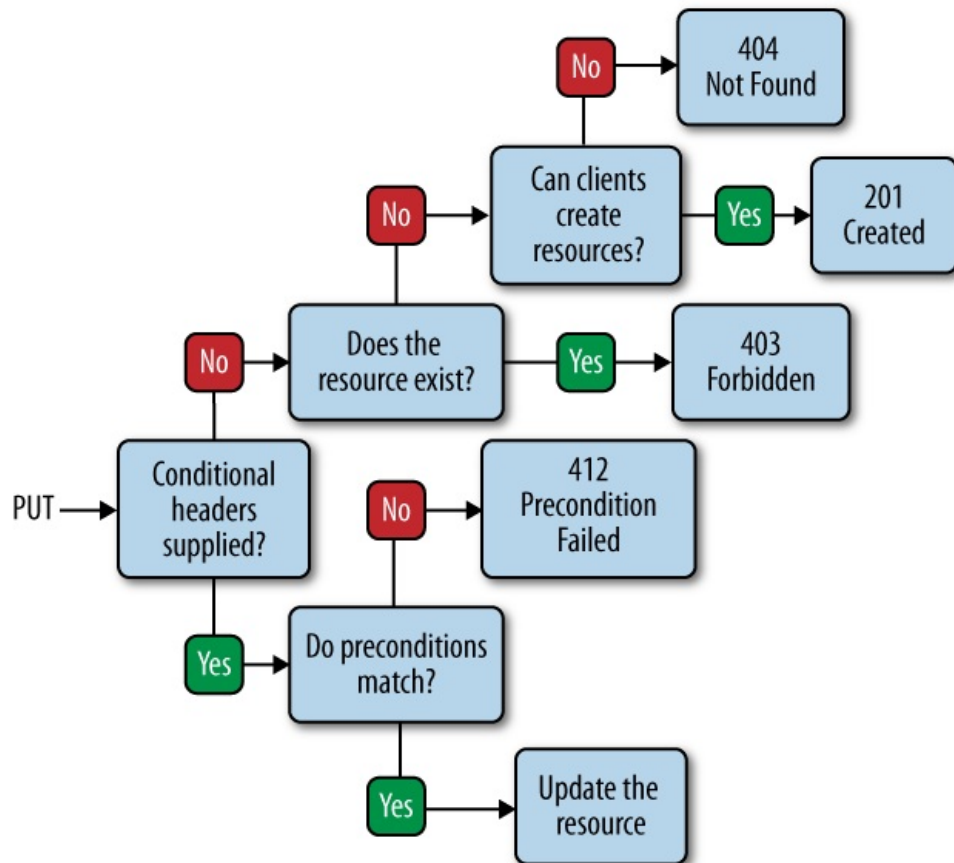 No
404
Not Found
No
Can clients
create
resources?
Yes
201
Created
No
Does the
resource exist?
Yes
403
Forbidden
PUT
Conditional
headers
supplied?
No
412
Precondition
Failed
Yes
Do preconditions
match?
Yes
Update the
resource